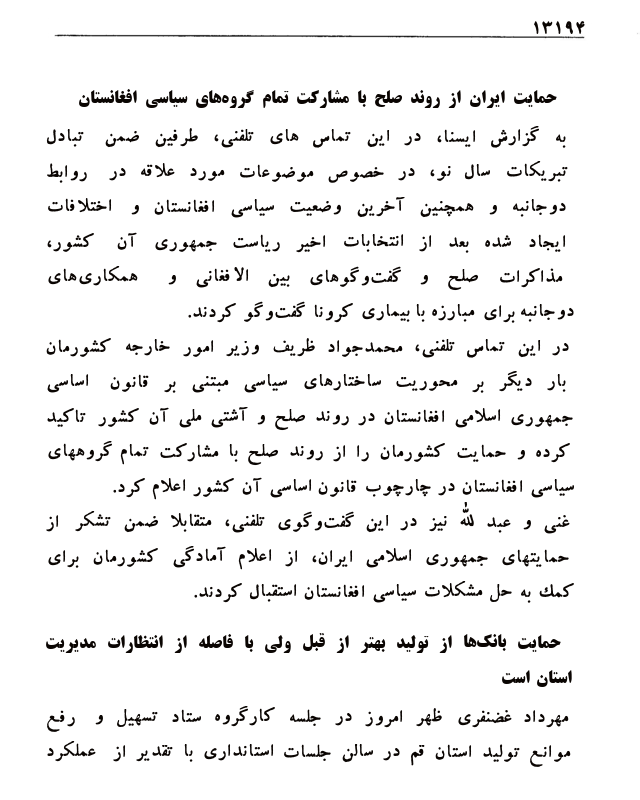 ۱۳۱۹۴
حمایت ایران از روند صلح با مشارکت تمام گروه‌های سیاسی افغانستان
به گزارش ایسنا، در این تماس های تلفنی، طرفین ضمن تبادل
تبریکات سال نو، در خصوص موضوعات مورد علاقه در روابط
دوجانبه و همچنین آخرین وضعیت سیاسی افغانستان و اختلافات
ایجاد شده بعد از انتخابات اخیر ریاست جمهوری آن کشور،
مذاکرات صلح و گفت‌وگوهای بین الافغانی و همکاری‌های
دوجانبه برای مبارزه با بیماری کرونا گفت‌وگو کردند.
در این تماس تلفنی، محمدجواد ظریف وزیر امور خارجه کشورمان
بار دیگر بر محوریت ساختارهای سیاسی مبتنی بر قانون اساسی
جمهوری اسلامی افغانستان در روند صلح و آشتی ملی آن کشور تاکید
کرده و حمایت کشورمان را از روند صلح با مشارکت تمام گروههای
سیاسی افغانستان در چارچوب قانون اساسی آن کشور اعلام کرد.
غنی و عبد لله نیز در این گفت‌وگوی تلفنی، متقابلا ضمن تشکر از
حمایتهای جمهوری اسلامی ایران، از اعلام آمادگی کشورمان برای
کمك به حل مشکلات سیاسی افغانستان استقبال کردند.
حمایت بانک‌ها از تولید بهتر از قبل ولی با فاصله از انتظارات مدیریت
استان است
مهرداد غضنفری ظهر امروز در جلسه کارگروه ستاد تسهیل و رفع
موانع تولید استان قم در سالن جلسات استانداری با تقدیر از عملکرد